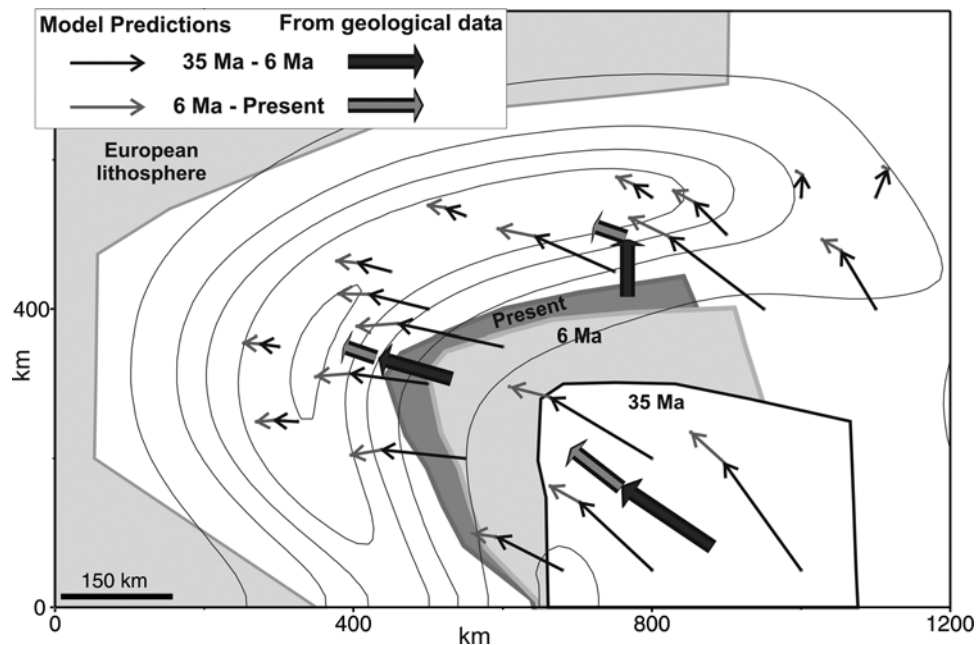 Model Predictions From geological data
35 Ma - 6 Ma
6 Ma - Present
European
lithosphere
Present
6 Ma
35 Ma
400
km
150 km
0
0 400 800 1200
km